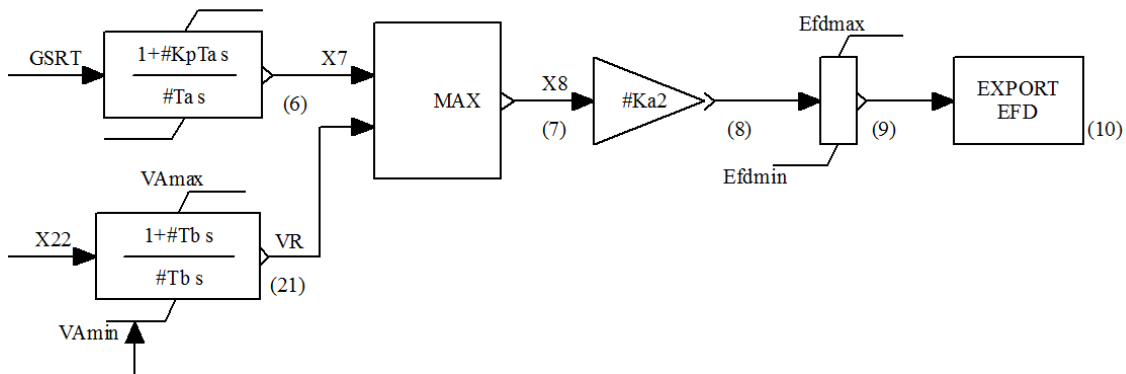 Efdmax
GSRT
1+#KpTa s
#Ta s
X7
(6)
MAX
X8
(7)
#Ka2
(8)
(9)
EXPORT
EFD
(10)
Efdmin
VAmax
X22
1+#Tb s
#Tb s
VR
(21)
VAmin